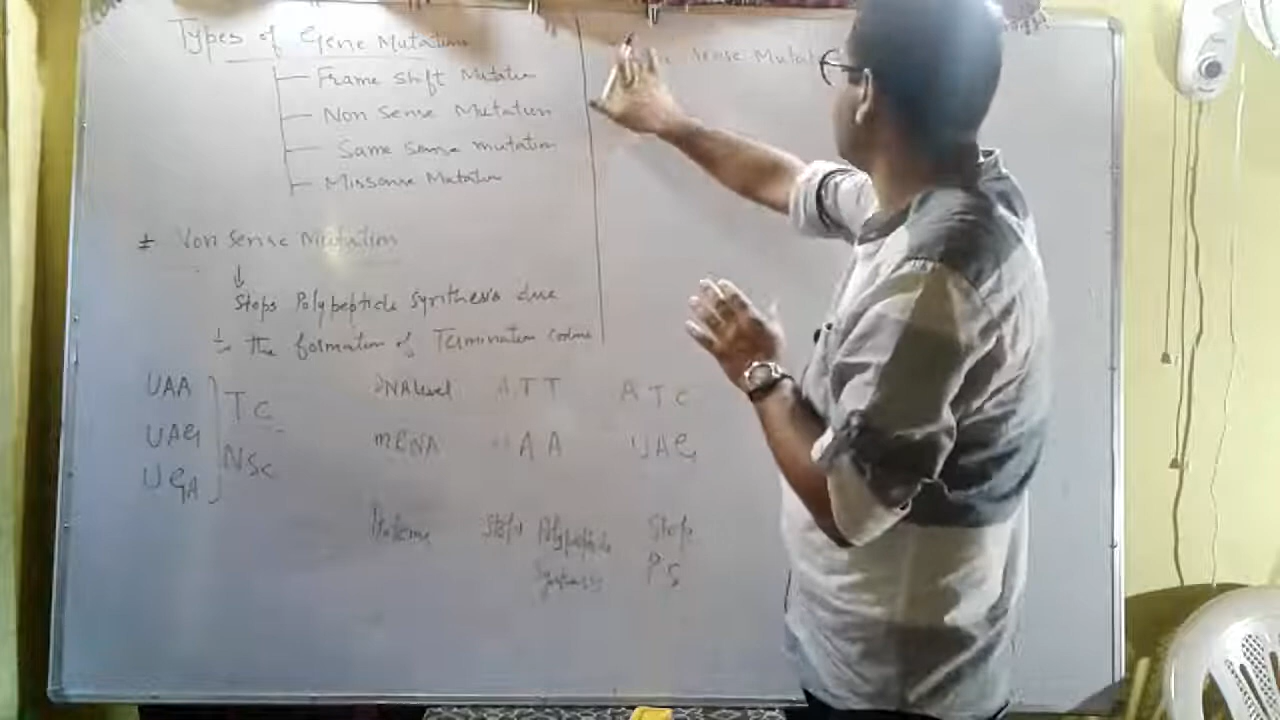 Types of Gene Mutation
Frame shift Mutation
Non Sense Mutation
Same sense mutation
Missense Mutation
± Non Sense Mutation
↓
Stops Polypeptide Synthesis due
to the formation of Termination codons
UAA
UAG
UGA
TC
NSC
DNA level ATT ATC
mRNA UAA UAG
Proteins Stops Polypeptide Synthesis Stops PS
Sense Mutat